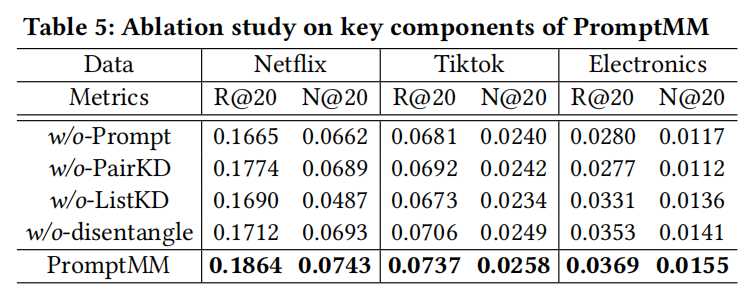 Table 5: Ablation study on key components of PromptMM
Data Netflix Tiktok Electronics
Metrics R@20 N@20 R@20 N@20 R@20 N@20
w/o-Prompt 0.1665 0.0662 0.0681 0.0240 0.0280 0.0117
w/o-PairKD 0.1774 0.0689 0.0692 0.0242 0.0277 0.0112
w/o-ListKD 0.1690 0.0487 0.0673 0.0234 0.0331 0.0136
w/o-disentangle 0.1712 0.0693 0.0706 0.0249 0.0353 0.0141
PromptMM 0.1864 0.0743 0.0737 0.0258 0.0369 0.0155